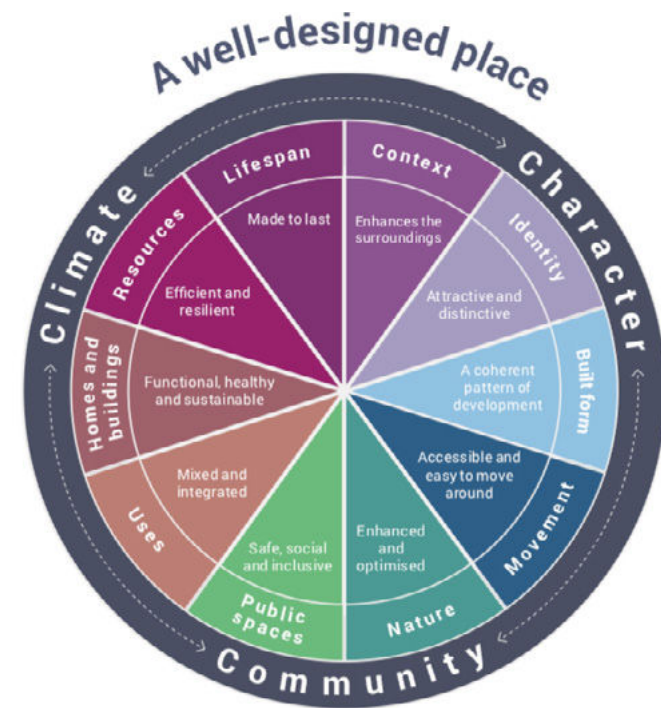 A well-designed place
Climate
Character
Community
Context
Enhances the
surroundings
Identity
Attractive and
distinctive
Built form
A coherent
pattern of
development
Movement
Accessible and
easy to move
around
Nature
Enhanced
and
optimised
Public
spaces
Safe, social
and inclusive
Uses
Mixed and
integrated
Homes and
buildings
Functional, healthy
and sustainable
Resources
Efficient and
resilient
Lifespan
Made to last